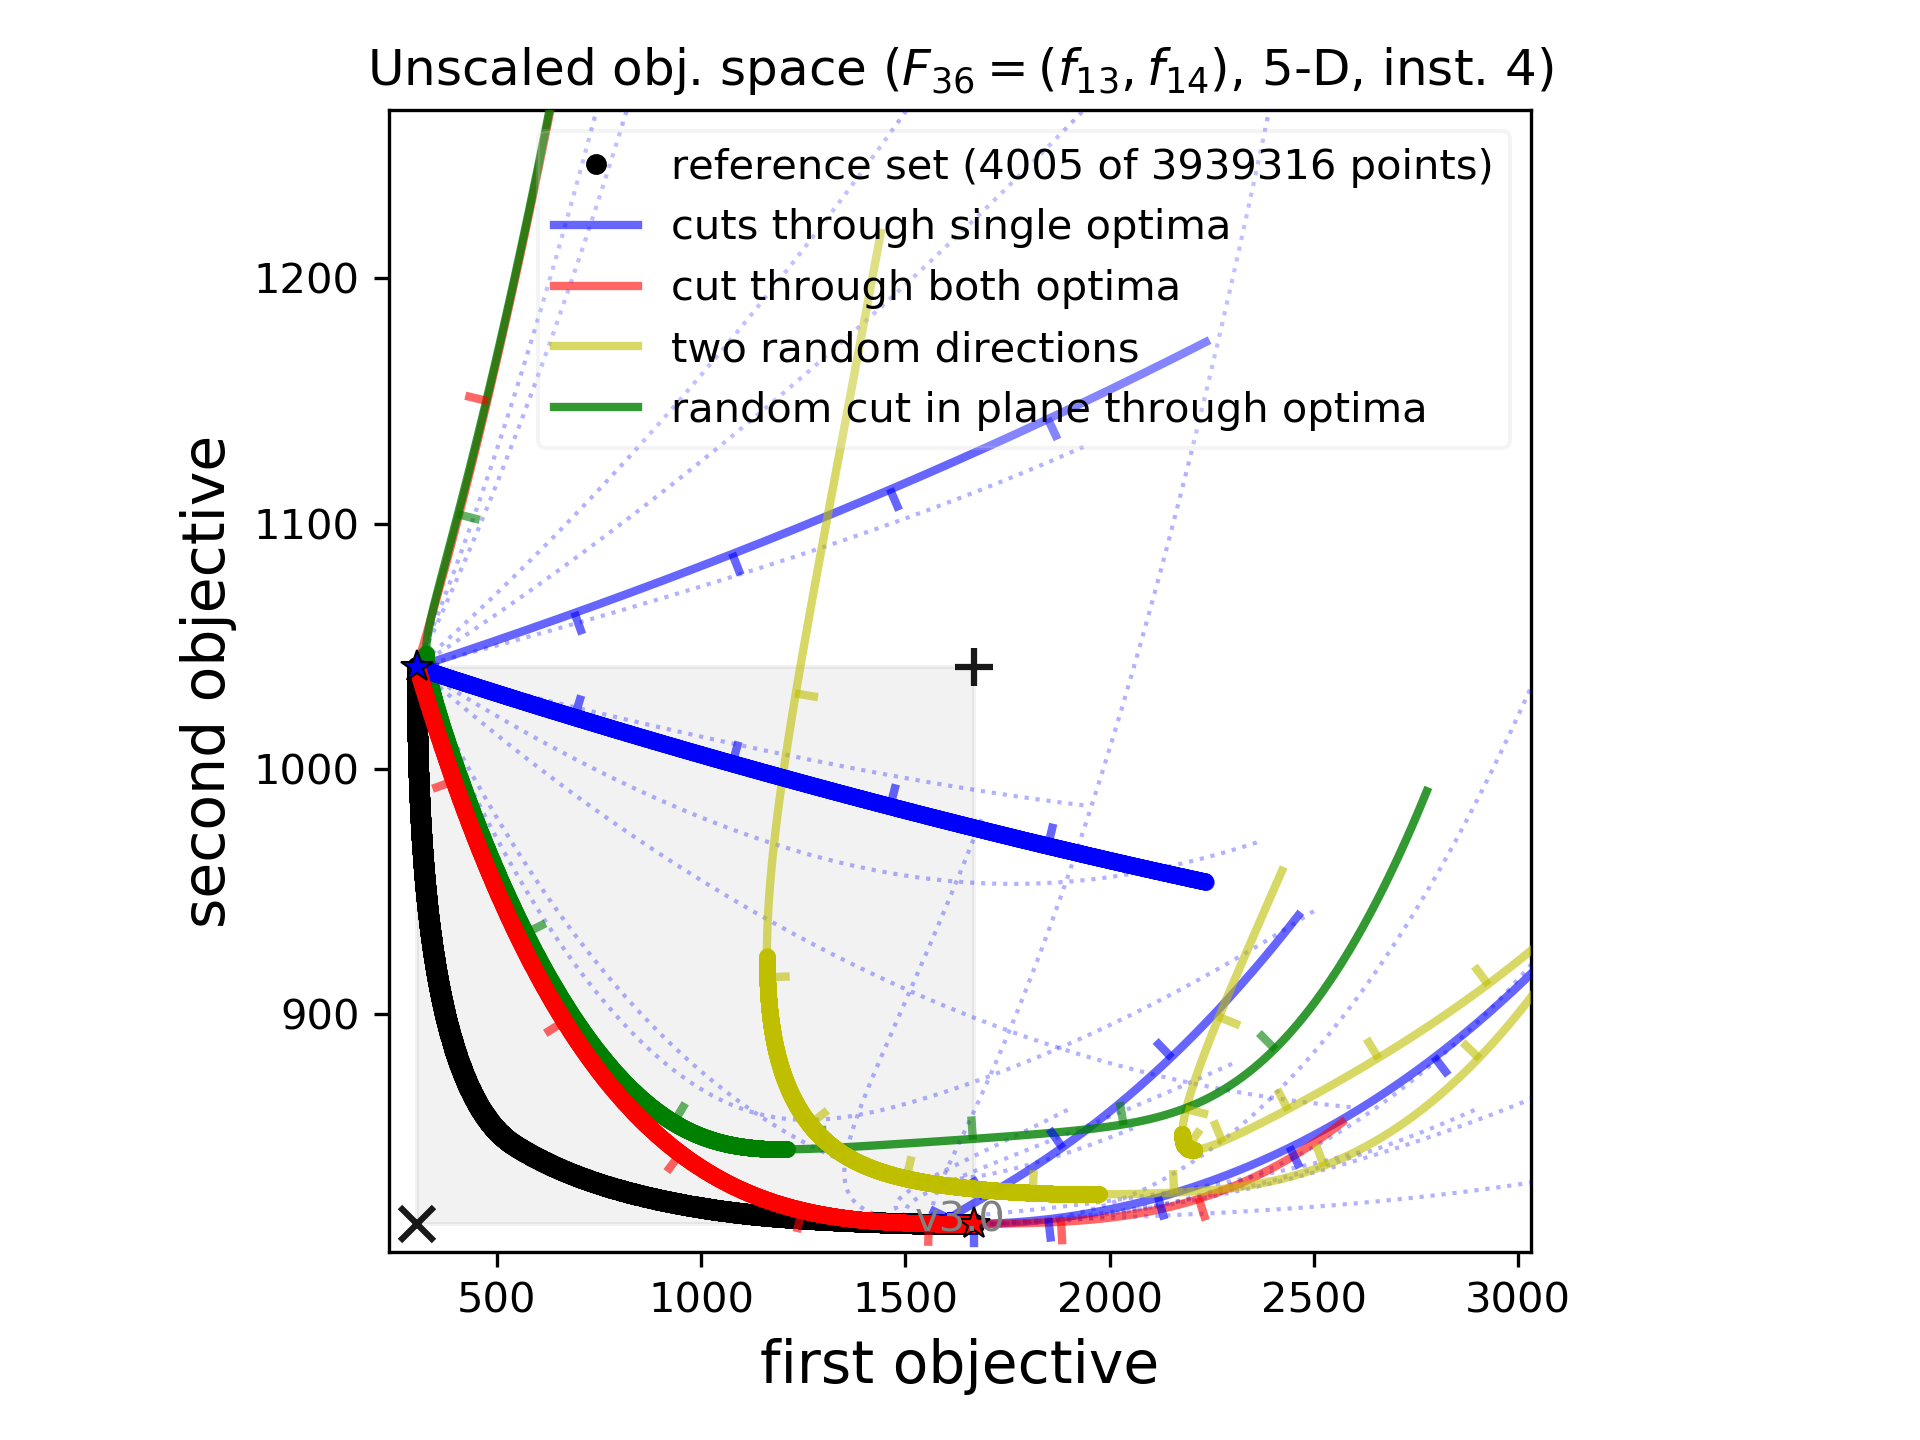 Unscaled obj. space ($F_{36} = (f_{13}, f_{14})$, 5-D, inst. 4)
reference set (4005 of 3939316 points)
cuts through single optima
cut through both optima
two random directions
random cut in plane through optima
second objective
1200
1100
1000
900
v3.0
500
1000
1500
2000
2500
3000
first objective